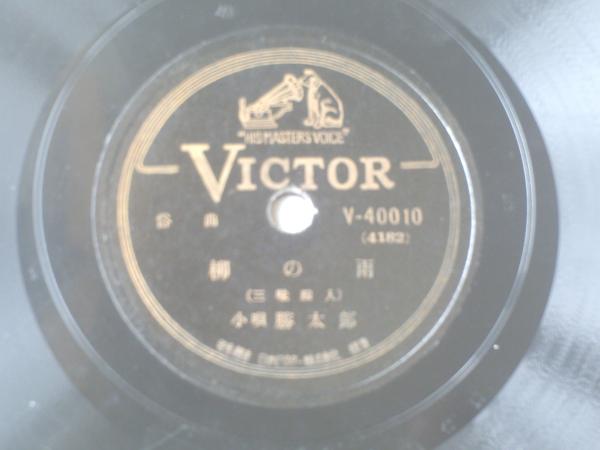 "HIS MASTER'S VOICE"
VICTOR
俗曲 V-40010
(4182)
柳の雨
(三味線入)
小唄 勝太郎